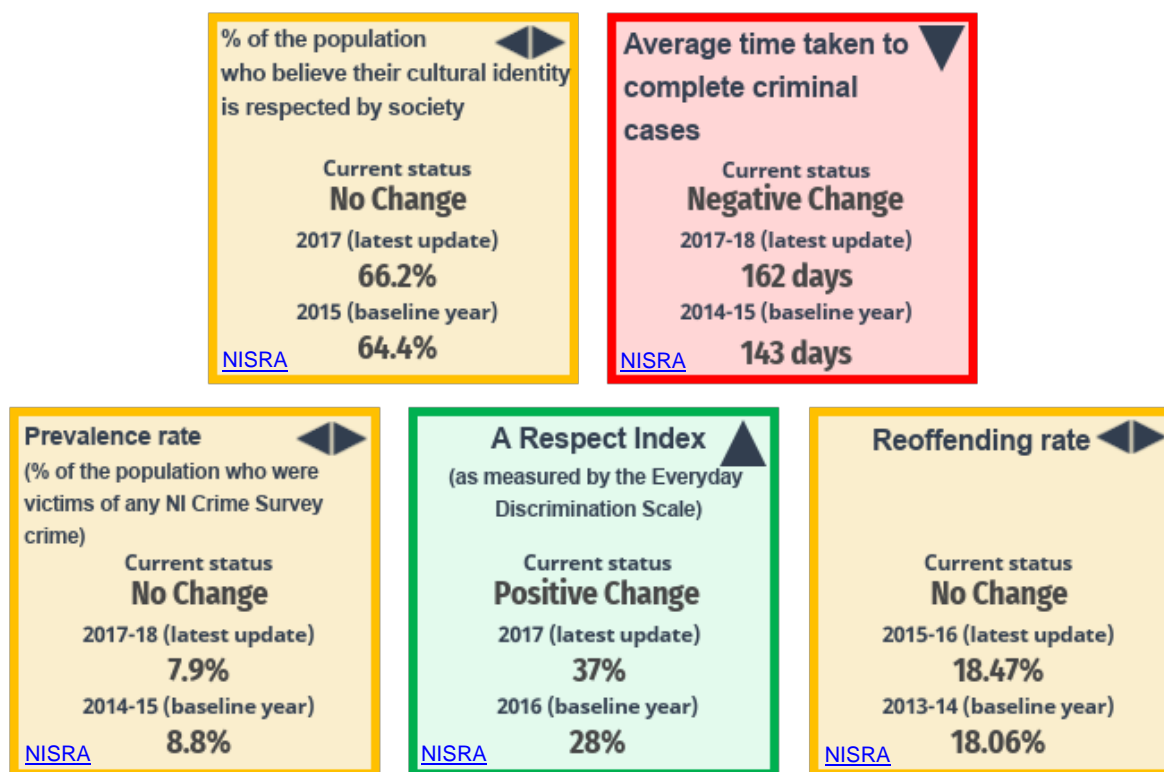 % of the population
who believe their cultural identity
is respected by society
Current status
No Change
2017 (latest update)
66.2%
2015 (baseline year)
64.4%
NISRA
Average time taken to
complete criminal
cases
Current status
Negative Change
2017-18 (latest update)
162 days
2014-15 (baseline year)
143 days
NISRA
Prevalence rate
(% of the population who were
victims of any NI Crime Survey
crime)
Current status
No Change
2017-18 (latest update)
7.9%
2014-15 (baseline year)
8.8%
NISRA
A Respect Index
(as measured by the Everyday
Discrimination Scale)
Current status
Positive Change
2017 (latest update)
37%
2016 (baseline year)
28%
NISRA
Reoffending rate
Current status
No Change
2015-16 (latest update)
18.47%
2013-14 (baseline year)
18.06%
NISRA